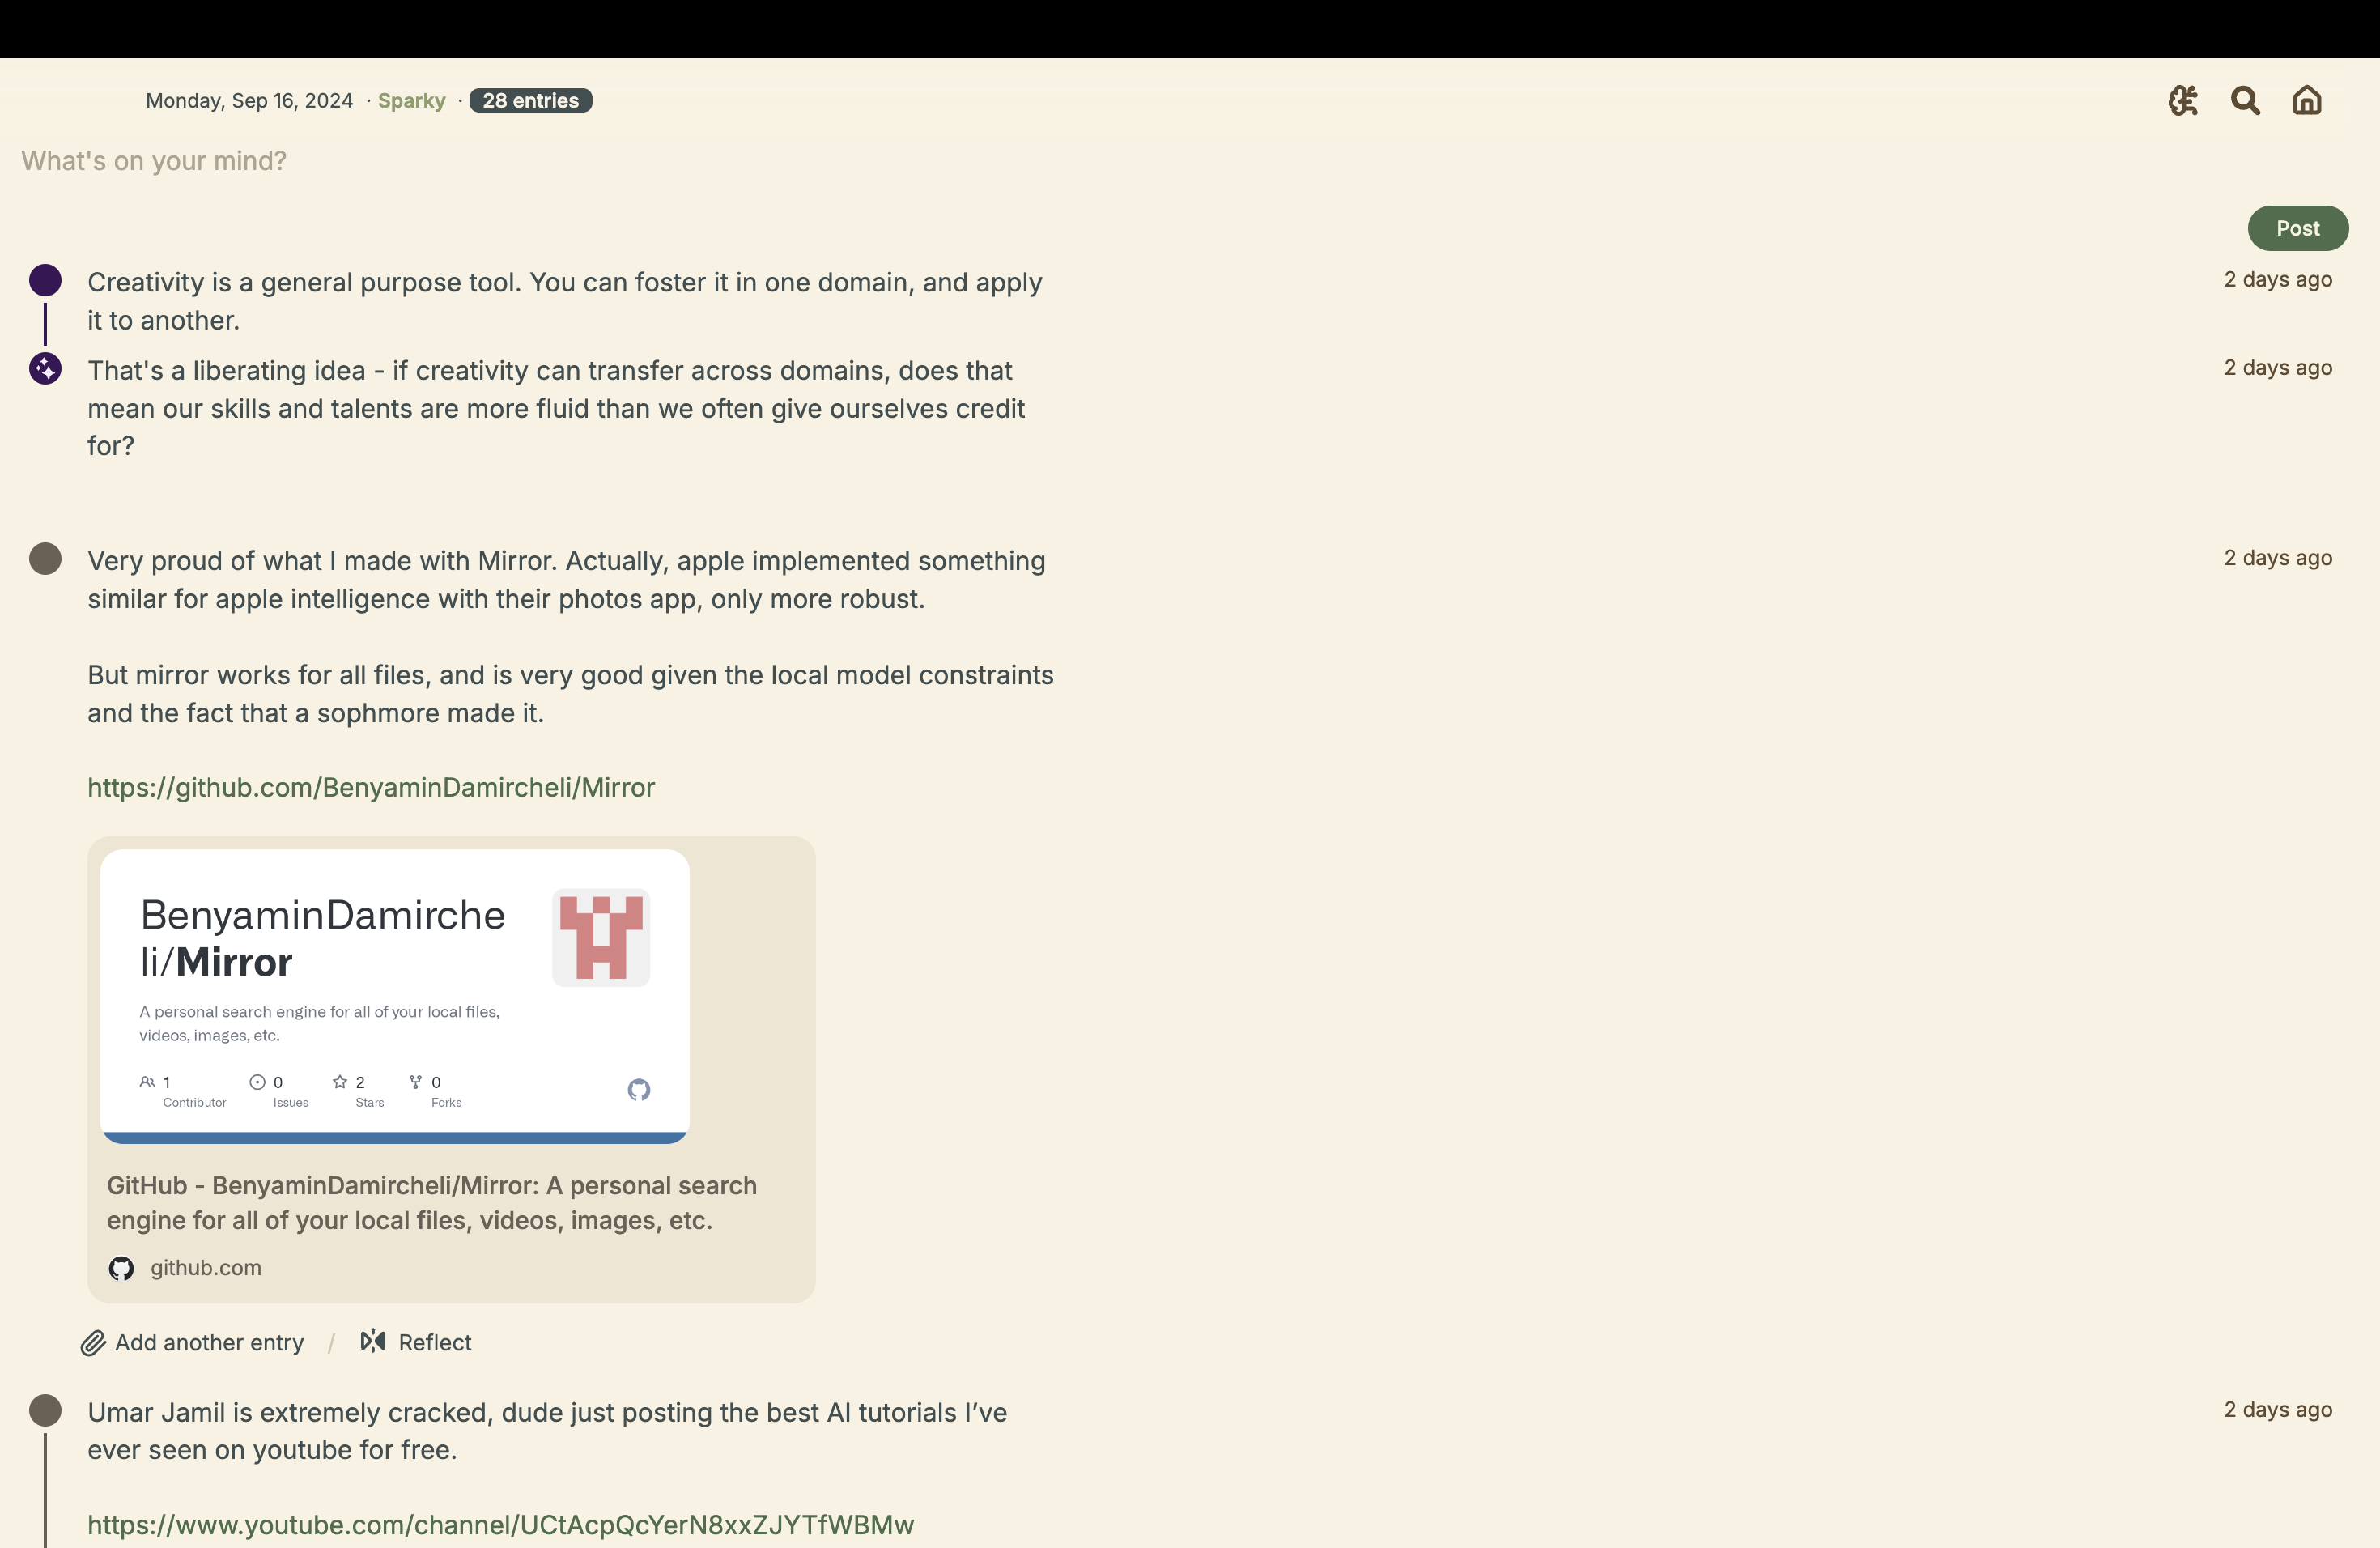 Monday, Sep 16, 2024 · Sparky · 28 entries
What's on your mind?
Post
Creativity is a general purpose tool. You can foster it in one domain, and apply
2 days ago
it to another.
That's a liberating idea - if creativity can transfer across domains, does that
2 days ago
mean our skills and talents are more fluid than we often give ourselves credit
for?
Very proud of what I made with Mirror. Actually, apple implemented something
2 days ago
similar for apple intelligence with their photos app, only more robust.
But mirror works for all files, and is very good given the local model constraints
and the fact that a sophmore made it.
https://github.com/BenyaminDamircheli/Mirror
BenyaminDamirche
li/Mirror
A personal search engine for all of your local files,
videos, images, etc.
1 0 2 0
Contributor Issues Stars Forks
GitHub - BenyaminDamircheli/Mirror: A personal search
engine for all of your local files, videos, images, etc.
github.com
Add another entry / Reflect
Umar Jamil is extremely cracked, dude just posting the best AI tutorials I’ve
2 days ago
ever seen on youtube for free.
https://www.youtube.com/channel/UCtAcpQcYerN8xxZJYTfWBMw